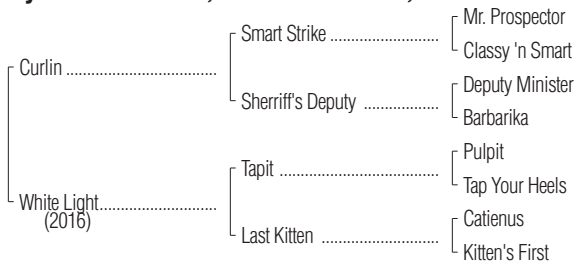 Mr. Prospector
Smart Strike ........................
Classy 'n Smart
Curlin ..................................
Deputy Minister
Sherriff's Deputy .................
Barbarika
Pulpit
Tapit ....................................
Tap Your Heels
White Light...........................
(2016)
Catienus
Last Kitten ............................
Kitten's First